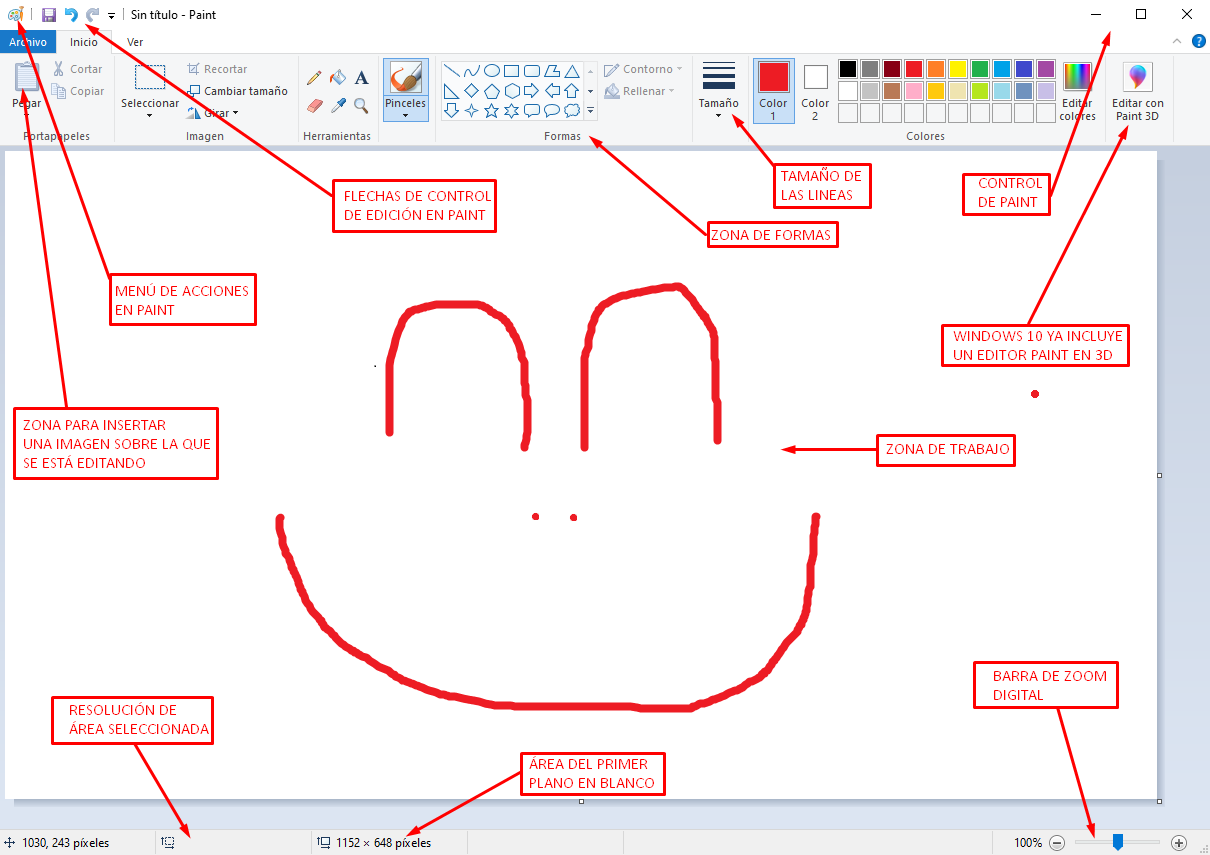 Sin título - Paint
Archivo
Inicio
Ver
Pegar
Cortar
Copiar
Portapapeles
Seleccionar
Recortar
Cambiar tamaño
Girar
Imagen
Herramientas
Pinceles
Contorno
Rellenar
Formas
Tamaño
Color
1
Color
2
Editar
colores
Colores
Editar con
Paint 3D
FLECHAS DE CONTROL
DE EDICIÓN EN PAINT
TAMAÑO DE
LAS LINEAS
CONTROL
DE PAINT
ZONA DE FORMAS
MENÚ DE ACCIONES
EN PAINT
WINDOWS 10 YA INCLUYE
UN EDITOR PAINT EN 3D
ZONA PARA INSERTAR
UNA IMAGEN SOBRE LA QUE
SE ESTÁ EDITANDO
ZONA DE TRABAJO
BARRA DE ZOOM
DIGITAL
RESOLUCIÓN DE
ÁREA SELECCIONADA
ÁREA DEL PRIMER
PLANO EN BLANCO
1030, 243 píxeles
1152 × 648 píxeles
100%